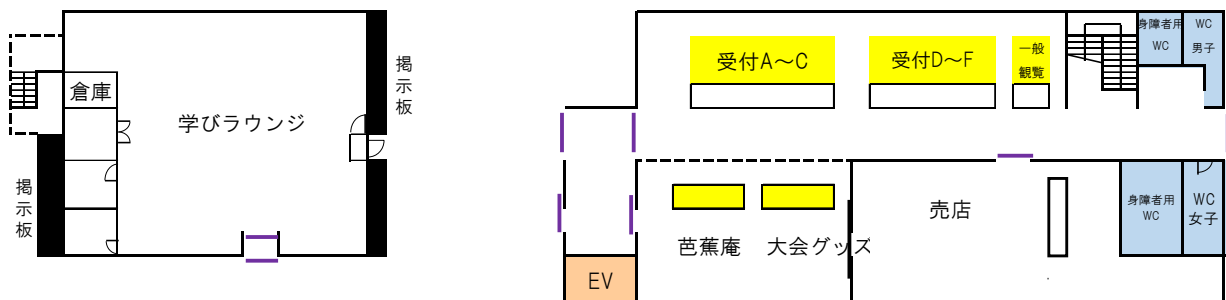 掲示板
倉庫
学びラウンジ
掲示板
受付A～C
受付D～F
一般
観覧
身障者用
WC
WC
男子
芭蕉庵
大会グッズ
売店
身障者用
WC
WC
女子
EV